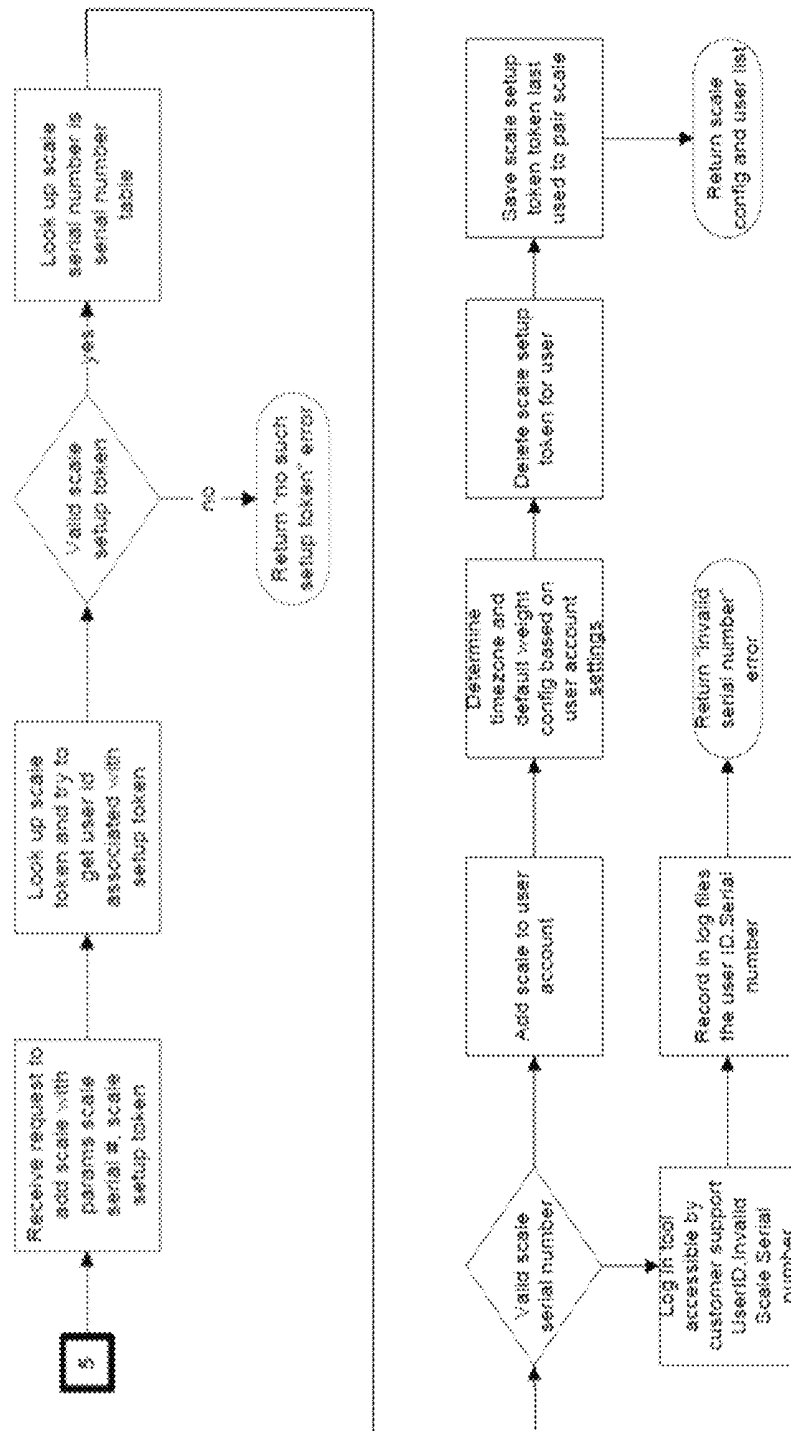 5
Receive request to
add scale with
params scale
serial #, scale
setup token
Look up scale
token and try to
get user id
associated with
setup token
Valid scale
setup token
yes
no
Return "no such
setup token" error
Look up scale
serial number is
serial number
table
Valid scale
serial number
Add scale to user
account
Determine
timezone and
default weight
config based on
user account
settings
Delete scale setup
token for user
Save scale setup
token token last
used to pair scale
Return scale
config and user list
Log in tool
accessible by
customer support
UserID.Invalid
Scale Serial
number
Record in log files
the user ID.Serial
number
Return "Invalid
serial number"
error